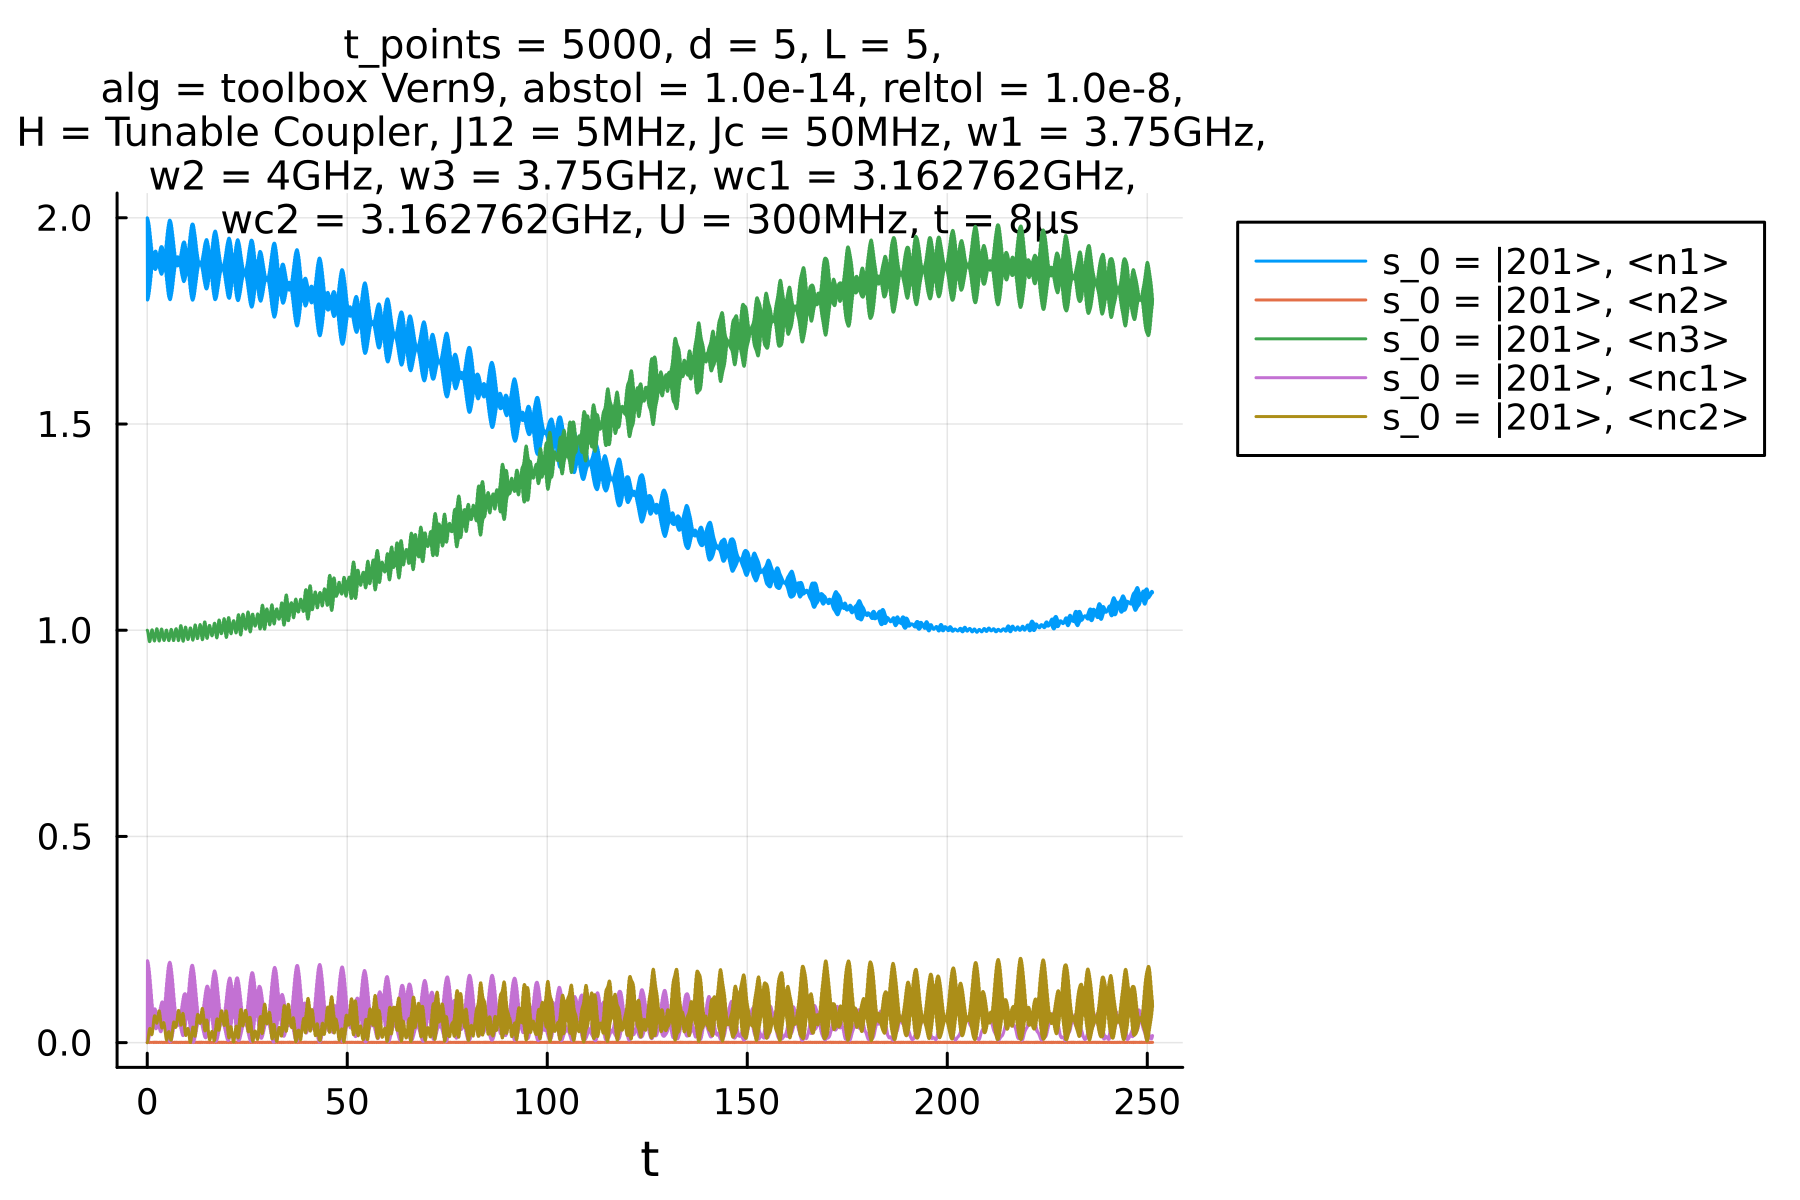 t_points = 5000, d = 5, L = 5,
alg = toolbox Vern9, abstol = 1.0e-14, reltol = 1.0e-8,
H = Tunable Coupler, J12 = 5MHz, Jc = 50MHz, w1 = 3.75GHz,
w2 = 4GHz, w3 = 3.75GHz, wc1 = 3.162762GHz,
wc2 = 3.162762GHz, U = 300MHz, t = 8μs
2.0
1.5
1.0
0.5
0.0
0 50 100 150 200 250
t
s_0 = |201>, <n1>
s_0 = |201>, <n2>
s_0 = |201>, <n3>
s_0 = |201>, <nc1>
s_0 = |201>, <nc2>